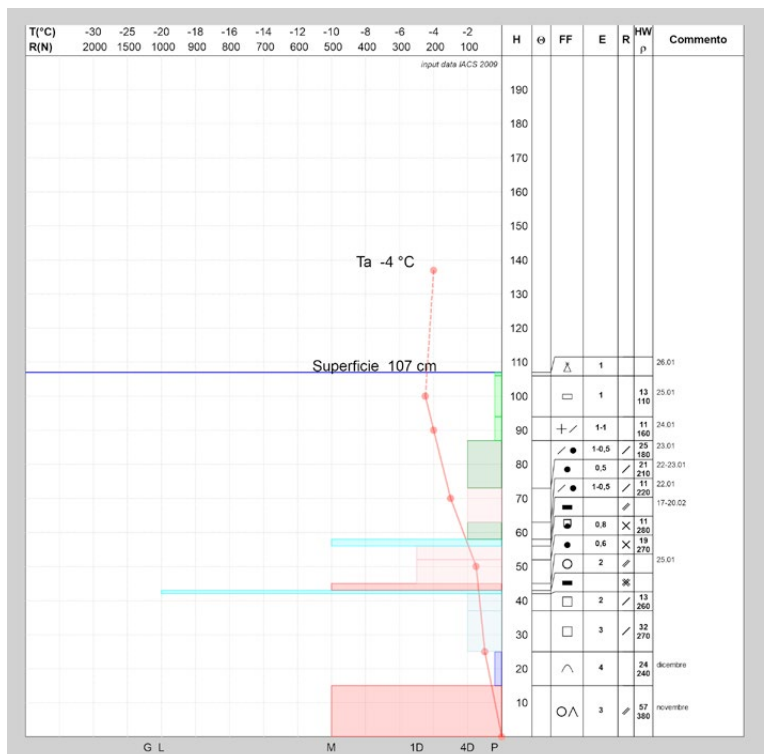 T(°C) -30 -25 -20 -18 -16 -14 -12 -10 -8 -6 -4 -2
R(N) 2000 1500 1000 900 800 700 600 500 400 300 200 100
H Θ FF E R HW ρ Commento
input data IACS 2009
190
180
170
160
150
Ta -4 °C
140
130
120
Superficie 107 cm
110
1 26.01
100 1 13 110 25.01
90 + / 1-1 11 160 24.01
/ ● 1-0,5 / 25 180 23.01
80 ● 0,5 / 21 210 22-23.01
/ ● 1-0,5 / 11 220 22.01
70 17-20.02
0,8 X 11 280
60 0,6 X 19 270
50 2 25.01
40 2 / 13 260
30 3 / 32 270
20 4 24 240 dicembre
10 3 57 380 novembre
G L M 1D 4D P